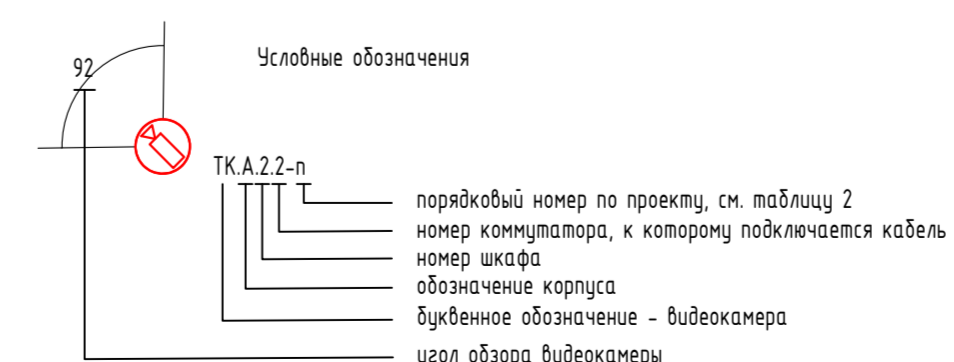 Условные обозначения
92
ТК.А.2.2-n
порядковый номер по проекту, см. таблицу 2
номер коммутатора, к которому подключается кабель
номер шкафа
обозначение корпуса
буквенное обозначение - видеокамера
угол обзора видеокамеры